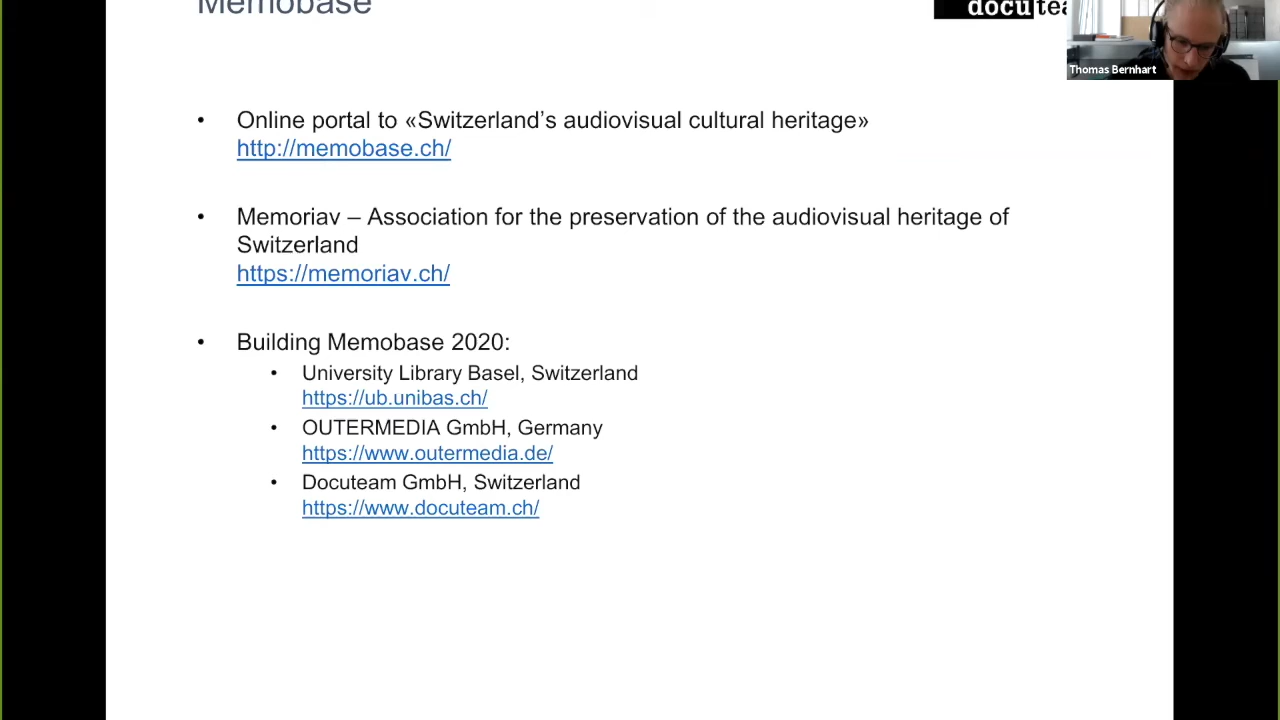 Memobase
docutea
Thomas Bernhart
• Online portal to «Switzerland's audiovisual cultural heritage»
http://memobase.ch/
• Memoriav – Association for the preservation of the audiovisual heritage of
Switzerland
https://memoriav.ch/
• Building Memobase 2020:
• University Library Basel, Switzerland
https://ub.unibas.ch/
• OUTERMEDIA GmbH, Germany
https://www.outermedia.de/
• Docuteam GmbH, Switzerland
https://www.docuteam.ch/